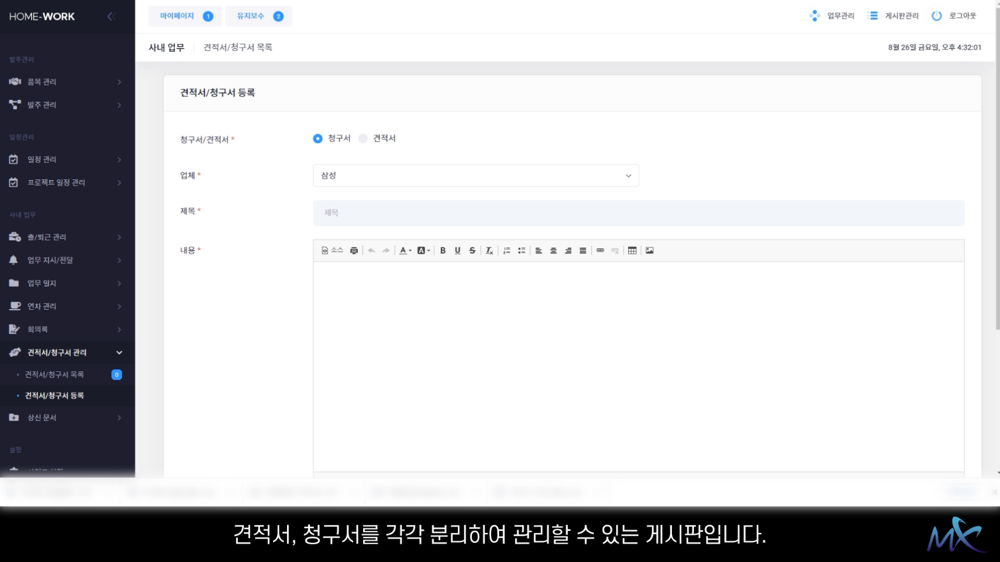 HOME-WORK
마이페이지 1
유지보수 2
업무관리
게시판관리
로그아웃
사내 업무
견적서/청구서 목록
8월 26일 금요일, 오후 4:32:01
발주관리
품목 관리
발주 관리
일정관리
일정 관리
프로젝트 일정 관리
사내 업무
출/퇴근 관리
업무 지시/전달
업무 일지
연차 관리
회의록
견적서/청구서 관리
견적서/청구서 목록 0
견적서/청구서 등록
상신 문서
설정
견적서/청구서 등록
청구서/견적서 *
청구서 견적서
업체 *
삼성
제목 *
제목
내용 *
소스
견적서, 청구서를 각각 분리하여 관리할 수 있는 게시판입니다.
MX